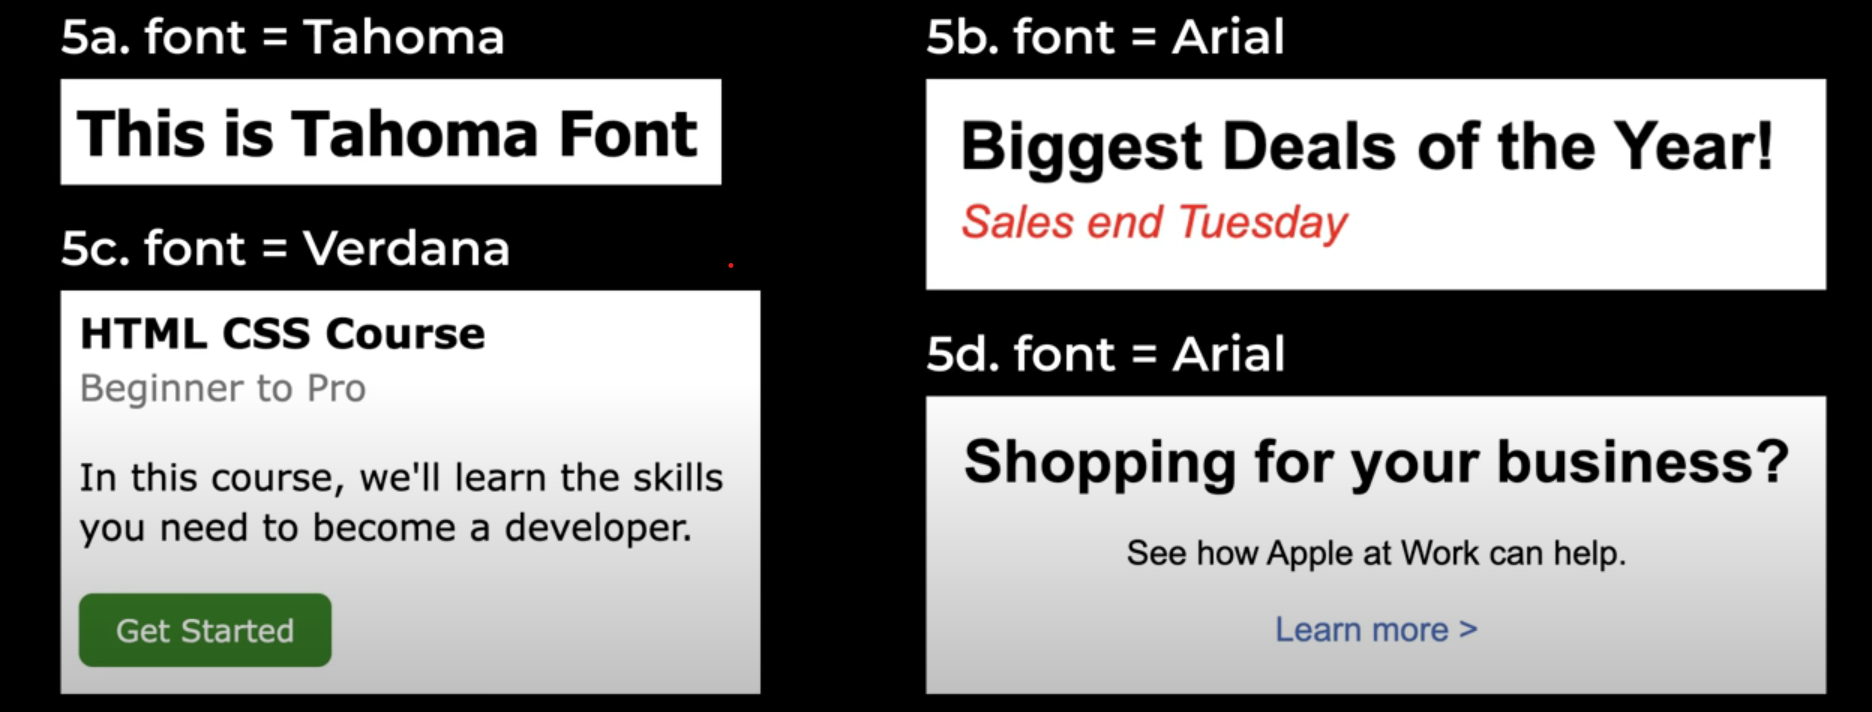 5a. font = Tahoma
This is Tahoma Font
5b. font = Arial
Biggest Deals of the Year!
Sales end Tuesday
5c. font = Verdana
HTML CSS Course
Beginner to Pro
In this course, we'll learn the skills
you need to become a developer.
Get Started
5d. font = Arial
Shopping for your business?
See how Apple at Work can help.
Learn more >